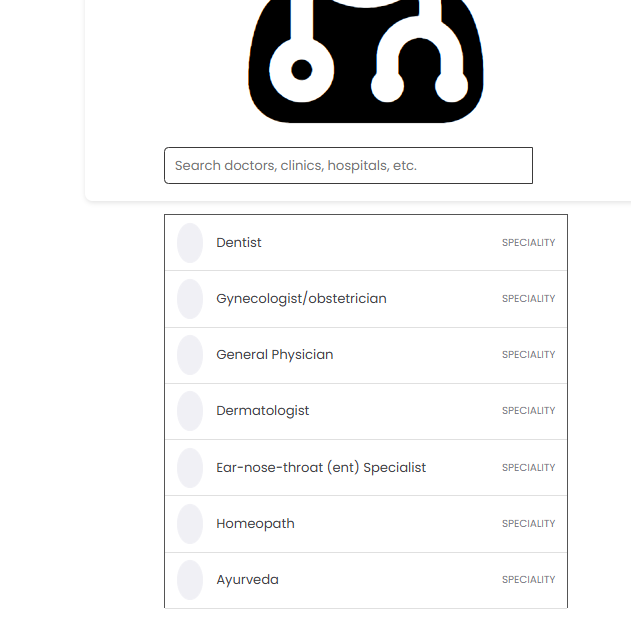 Search doctors, clinics, hospitals, etc.
Dentist SPECIALITY
Gynecologist/obstetrician SPECIALITY
General Physician SPECIALITY
Dermatologist SPECIALITY
Ear-nose-throat (ent) Specialist SPECIALITY
Homeopath SPECIALITY
Ayurveda SPECIALITY